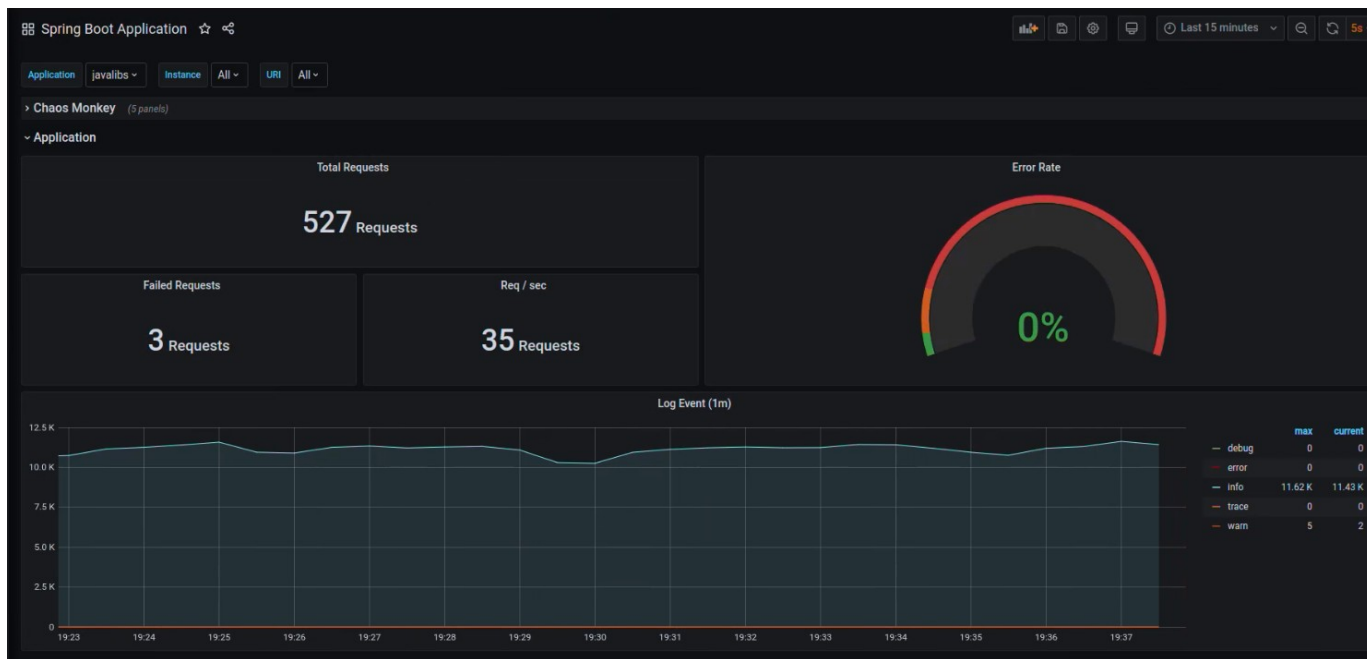 Spring Boot Application
Last 15 minutes 5s
Application javalibs Instance All URI All
Chaos Monkey (5 panels)
Application
Total Requests
527 Requests
Error Rate
0%
Failed Requests
3 Requests
Req / sec
35 Requests
Log Event (1m)
12.5 K
10.0 K
7.5 K
5.0 K
2.5 K
0
19:23 19:24 19:25 19:26 19:27 19:28 19:29 19:30 19:31 19:32 19:33 19:34 19:35 19:36 19:37
max current
debug 0 0
error 0 0
info 11.62 K 11.43 K
trace 0 0
warn 5 2